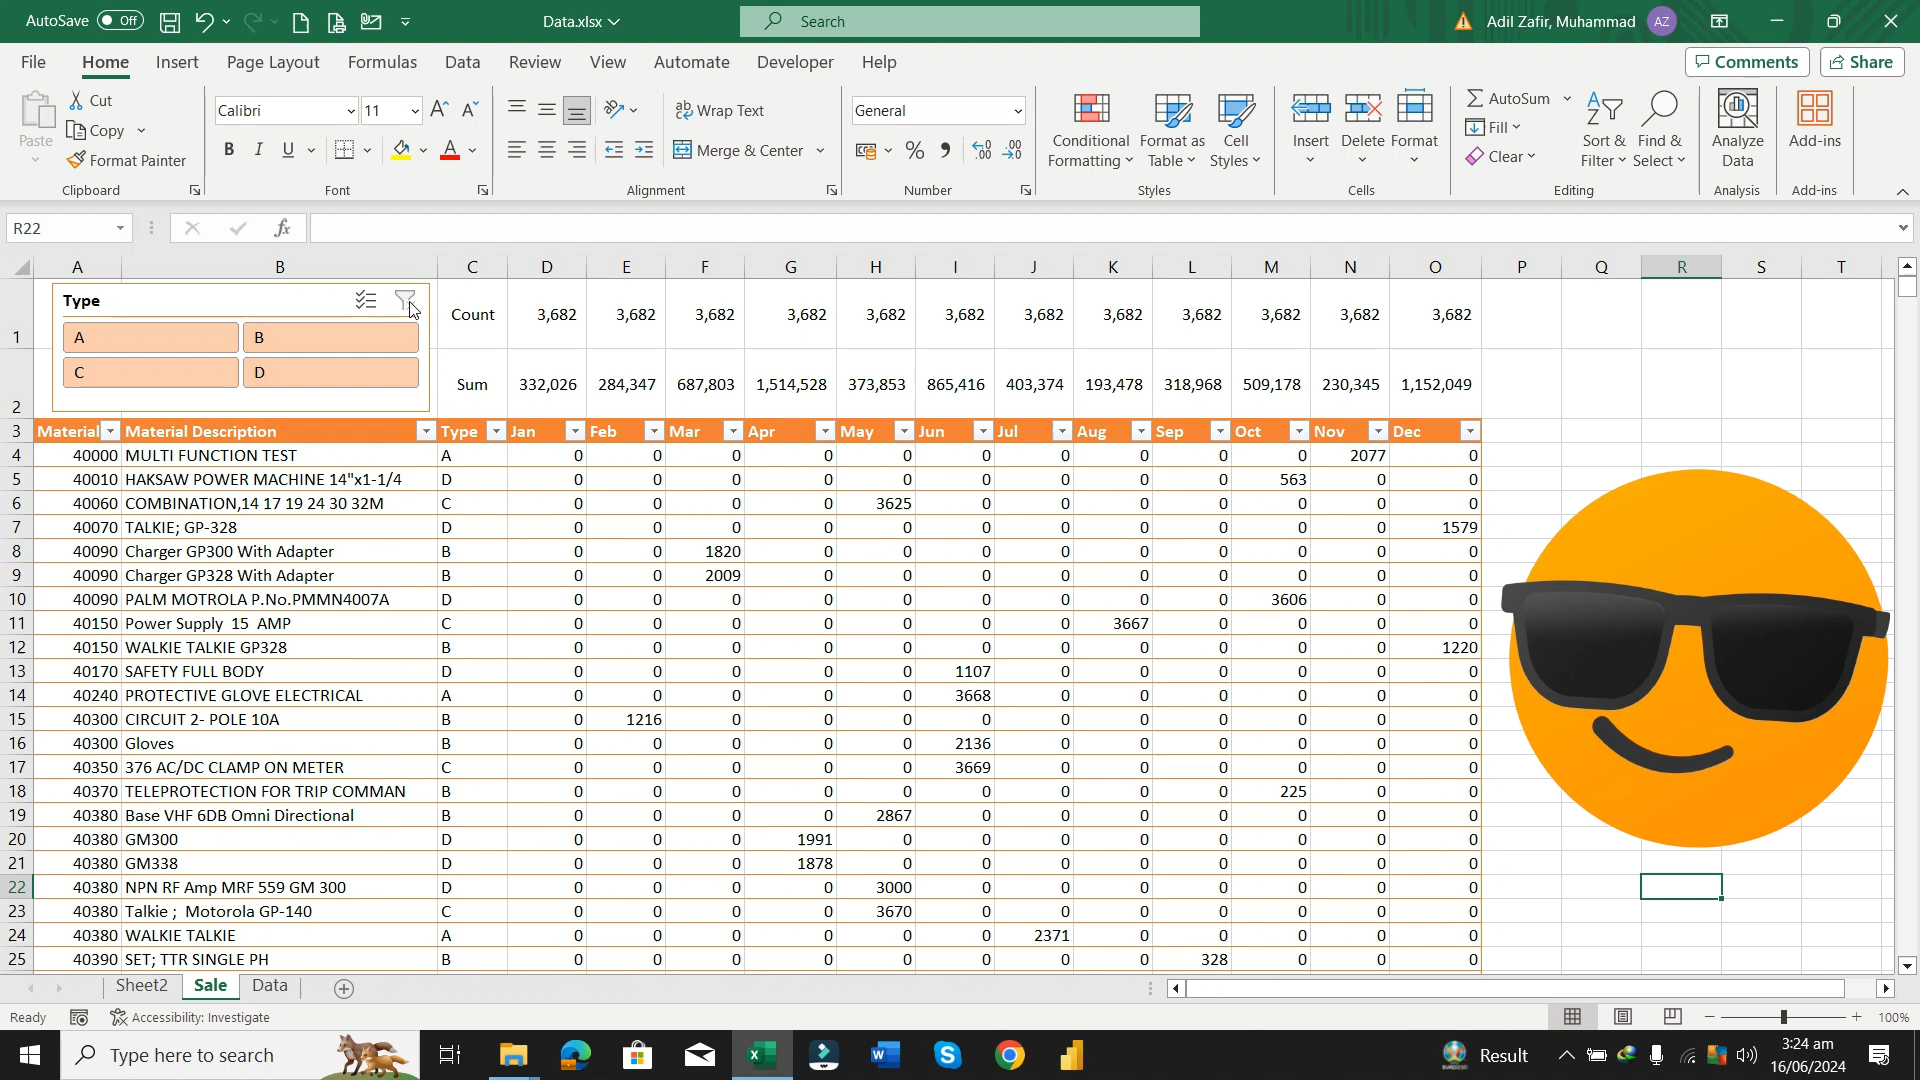 AutoSave Off Data.xlsx Search Adil Zafir, Muhammad AZ
File Home Insert Page Layout Formulas Data Review View Automate Developer Help Comments Share
Paste Cut Copy Format Painter Clipboard
Calibri 11 B I U A Font
Wrap Text Merge & Center Alignment
General % Number
Conditional Formatting Format as Table Cell Styles Styles
Insert Delete Format Cells
AutoSum Fill Clear Sort & Filter Find & Select Editing
Analyze Data Analysis
Add-ins Add-ins
R22 fx
A B C D E F G H I J K L M N O P Q R S T
Type
A B
C D
1 Count 3,682 3,682 3,682 3,682 3,682 3,682 3,682 3,682 3,682 3,682 3,682 3,682
2 Sum 332,026 284,347 687,803 1,514,528 373,853 865,416 403,374 193,478 318,968 509,178 230,345 1,152,049
3 Material Material Description Type Jan Feb Mar Apr May Jun Jul Aug Sep Oct Nov Dec
4 40000 MULTI FUNCTION TEST A 0 0 0 0 0 0 0 0 0 0 2077 0
5 40010 HAKSAW POWER MACHINE 14"x1-1/4 D 0 0 0 0 0 0 0 0 0 563 0 0
6 40060 COMBINATION,14 17 19 24 30 32M C 0 0 0 0 3625 0 0 0 0 0 0 0
7 40070 TALKIE; GP-328 D 0 0 0 0 0 0 0 0 0 0 0 1579
8 40090 Charger GP300 With Adapter B 0 0 1820 0 0 0 0 0 0 0 0 0
9 40090 Charger GP328 With Adapter B 0 0 2009 0 0 0 0 0 0 0 0 0
10 40090 PALM MOTROLA P.No.PMMN4007A D 0 0 0 0 0 0 0 0 0 3606 0 0
11 40150 Power Supply 15 AMP C 0 0 0 0 0 0 0 3667 0 0 0 0
12 40150 WALKIE TALKIE GP328 B 0 0 0 0 0 0 0 0 0 0 0 1220
13 40170 SAFETY FULL BODY D 0 0 0 0 0 1107 0 0 0 0 0 0
14 40240 PROTECTIVE GLOVE ELECTRICAL A 0 0 0 0 0 3668 0 0 0 0 0 0
15 40300 CIRCUIT 2- POLE 10A B 0 1216 0 0 0 0 0 0 0 0 0 0
16 40300 Gloves B 0 0 0 0 0 2136 0 0 0 0 0 0
17 40350 376 AC/DC CLAMP ON METER C 0 0 0 0 0 3669 0 0 0 0 0 0
18 40370 TELEPROTECTION FOR TRIP COMMAN B 0 0 0 0 0 0 0 0 0 225 0 0
19 40380 Base VHF 6DB Omni Directional B 0 0 0 0 2867 0 0 0 0 0 0 0
20 40380 GM300 D 0 0 0 1991 0 0 0 0 0 0 0 0
21 40380 GM338 D 0 0 0 1878 0 0 0 0 0 0 0 0
22 40380 NPN RF Amp MRF 559 GM 300 D 0 0 0 0 3000 0 0 0 0 0 0 0
23 40380 Talkie ; Motorola GP-140 C 0 0 0 0 3670 0 0 0 0 0 0 0
24 40380 WALKIE TALKIE A 0 0 0 0 0 0 2371 0 0 0 0 0
25 40390 SET; TTR SINGLE PH B 0 0 0 0 0 0 0 0 328 0 0 0
Sheet2 Sale Data
Ready Accessibility: Investigate 100%
Type here to search Result 3:24 am
16/06/2024